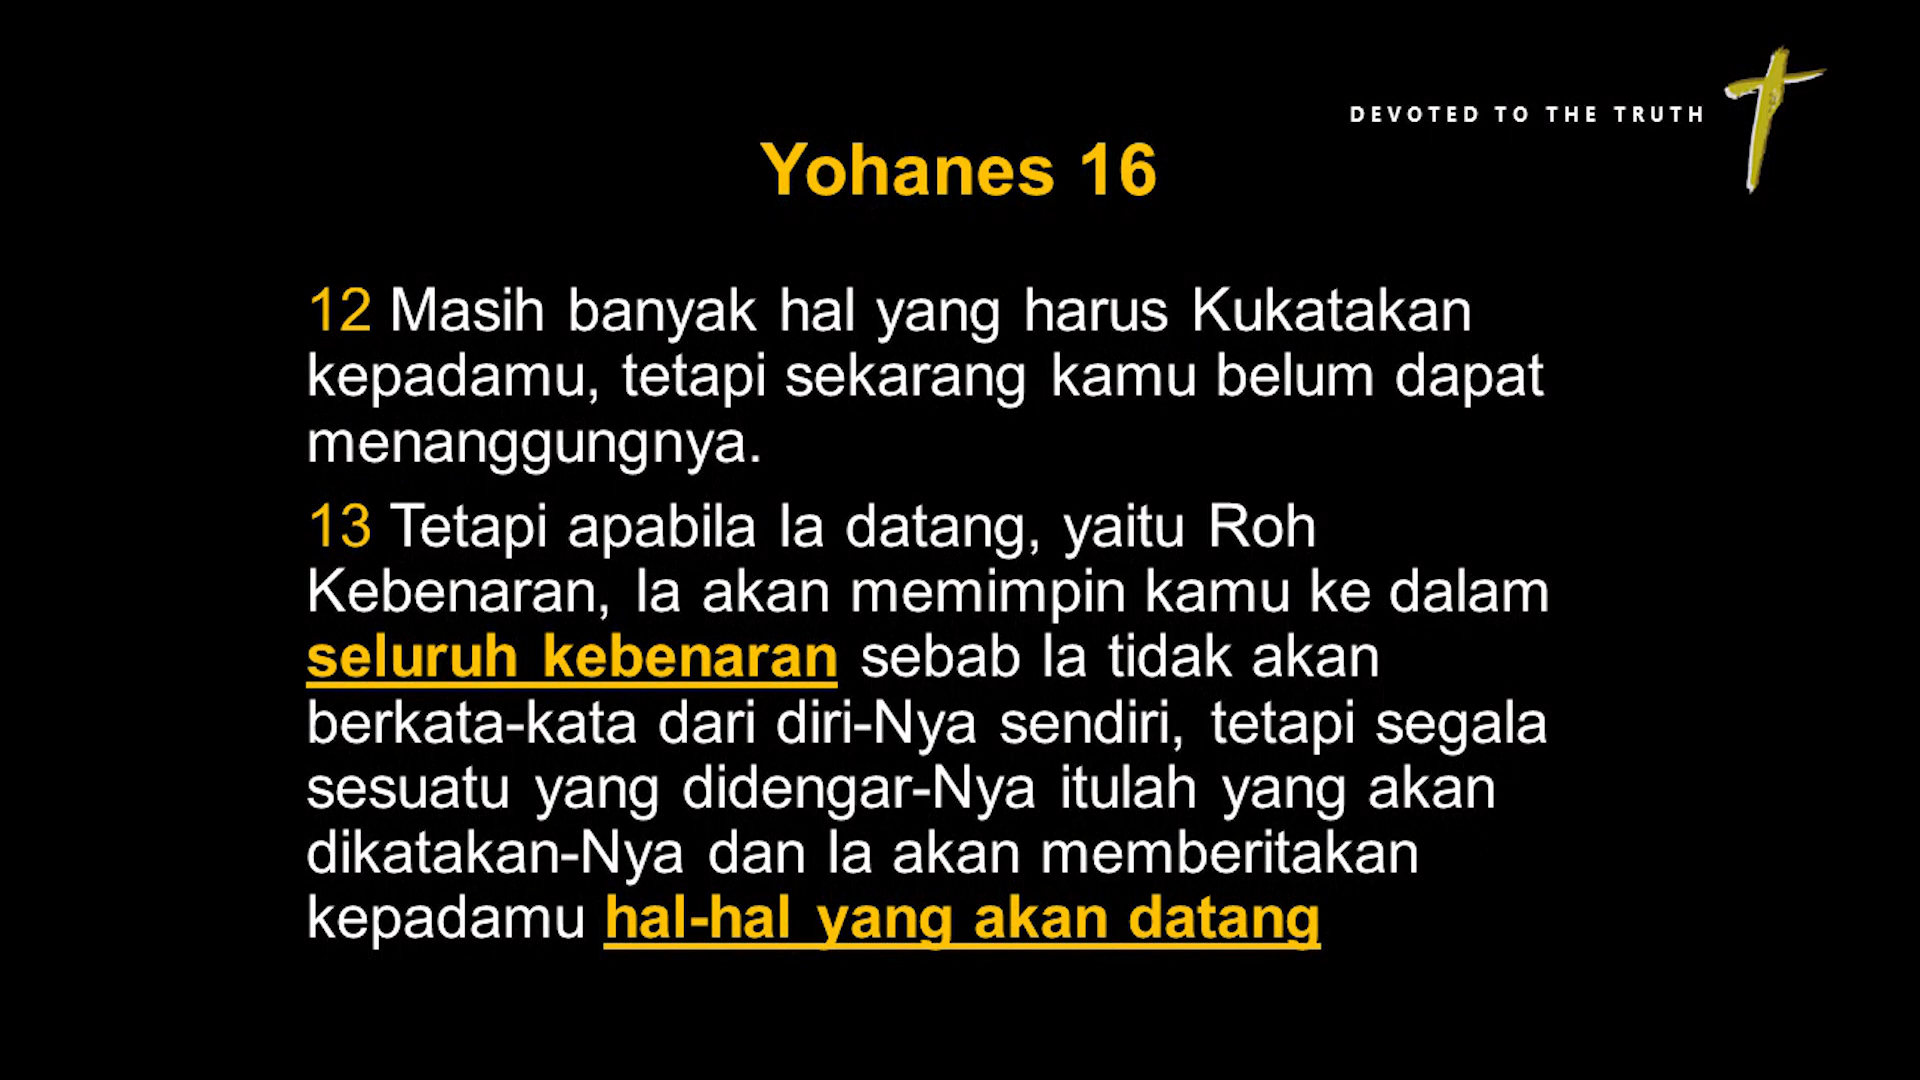 DEVOTED TO THE TRUTH
Yohanes 16
12 Masih banyak hal yang harus Kukatakan
kepadamu, tetapi sekarang kamu belum dapat
menanggungnya.
13 Tetapi apabila Ia datang, yaitu Roh
Kebenaran, Ia akan memimpin kamu ke dalam
seluruh kebenaran sebab Ia tidak akan
berkata-kata dari diri-Nya sendiri, tetapi segala
sesuatu yang didengar-Nya itulah yang akan
dikatakan-Nya dan Ia akan memberitakan
kepadamu hal-hal yang akan datang